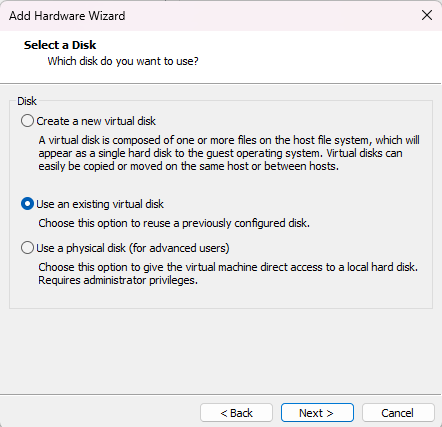 Add Hardware Wizard
Select a Disk
Which disk do you want to use?
Disk
Create a new virtual disk
A virtual disk is composed of one or more files on the host file system, which will
appear as a single hard disk to the guest operating system. Virtual disks can
easily be copied or moved on the same host or between hosts.
Use an existing virtual disk
Choose this option to reuse a previously configured disk.
Use a physical disk (for advanced users)
Choose this option to give the virtual machine direct access to a local hard disk.
Requires administrator privileges.
< Back
Next >
Cancel